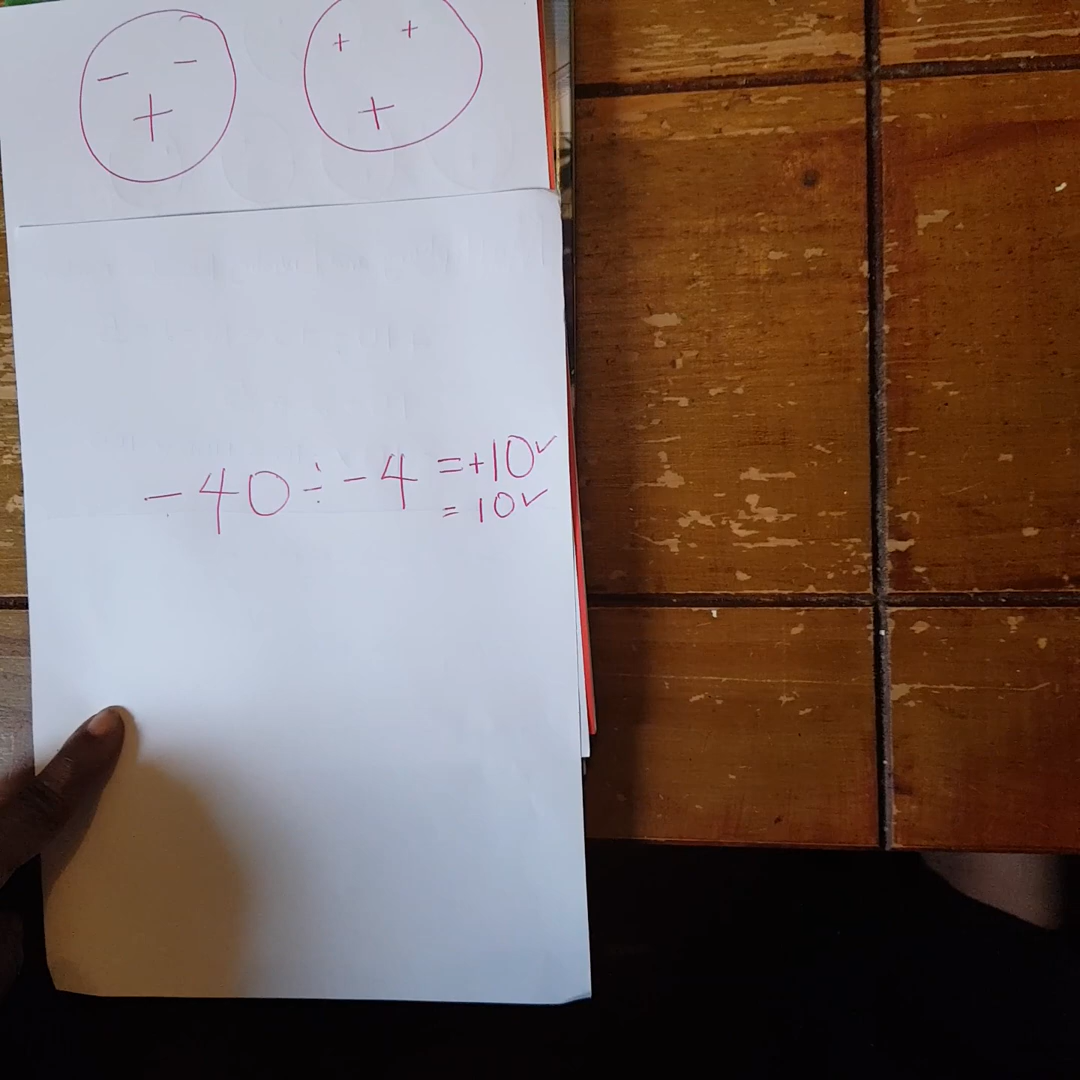 − − + +
+ +
−40 ÷ −4 = +10 ✓
= 10 ✓